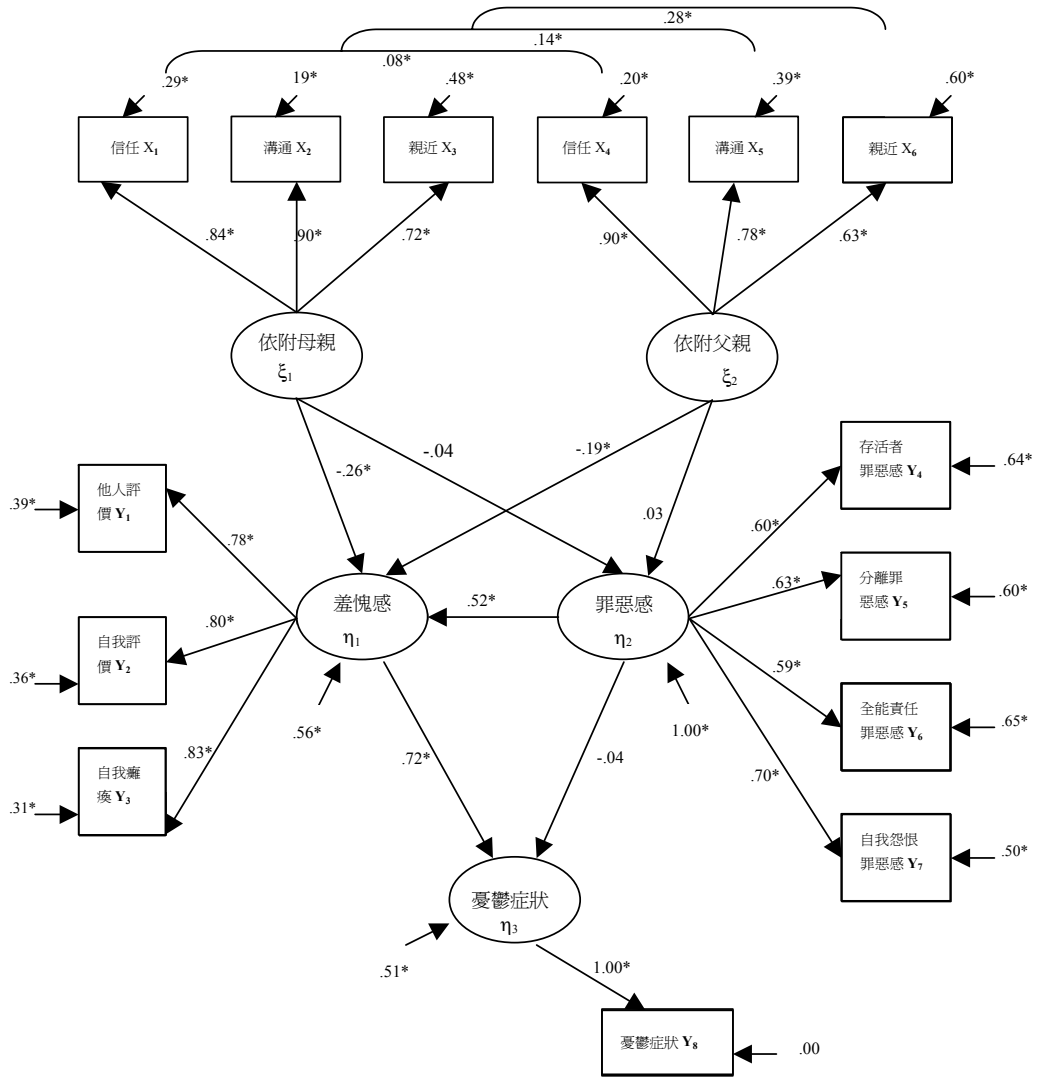 .28*
.14*
.08*
.29*
19*
.48*
.20*
.39*
.60*
信任 X1
溝通 X2
親近 X3
信任 X4
溝通 X5
親近 X6
.84*
.90*
.72*
.90*
.78*
.63*
依附母親
ξ1
依附父親
ξ2
-.26*
-.04
-.19*
.03
他人評
價 Y1
.39*
.78*
自我評
價 Y2
.36*
.80*
自我癱
瘓 Y3
.31*
.83*
羞愧感
η1
.56*
.52*
罪惡感
η2
1.00*
存活者
罪惡感 Y4
.64*
.60*
分離罪
惡感 Y5
.60*
.63*
全能責任
罪惡感 Y6
.65*
.59*
自我怨恨
罪惡感 Y7
.50*
.70*
.72*
-.04
憂鬱症狀
η3
.51*
1.00*
憂鬱症狀 Y8
.00